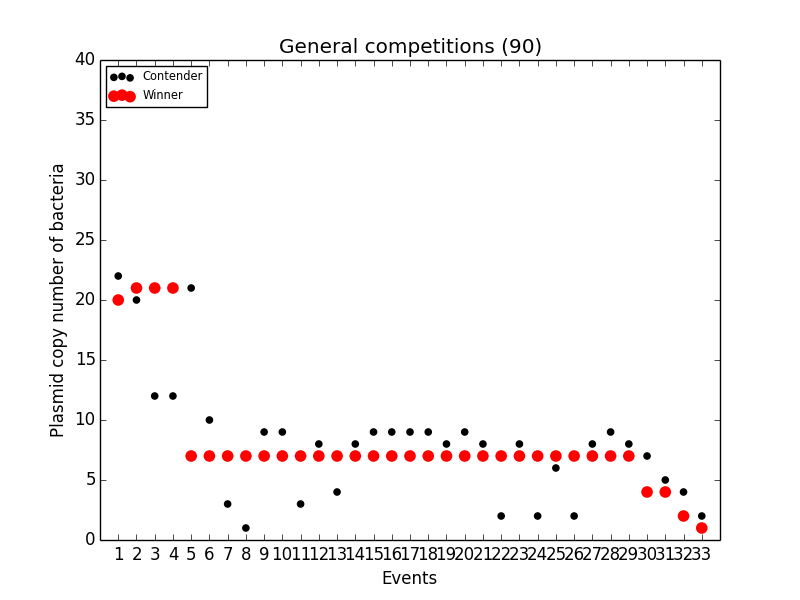 General competitions (90)
40
35
30
25
20
15
10
5
0
Contender
Winner
Plasmid copy number of bacteria
1 2 3 4 5 6 7 8 9 10 11 12 13 14 15 16 17 18 19 20 21 22 23 24 25 26 27 28 29 30 31 32 33
Events